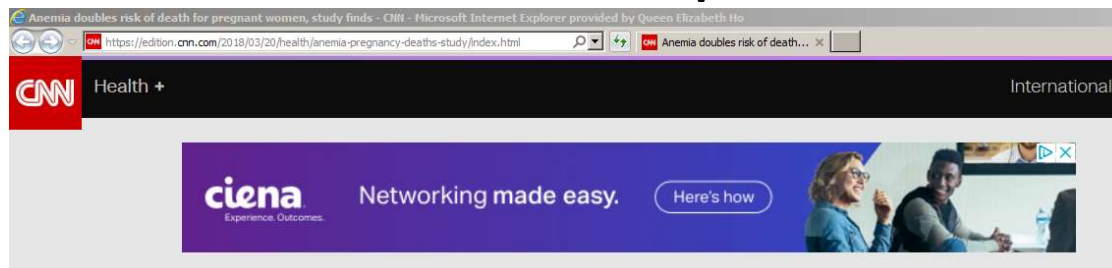 Anemia doubles risk of death for pregnant women, study finds - CNN - Microsoft Internet Explorer provided by Queen Elizabeth Ho
https://edition.cnn.com/2018/03/20/health/anemia-pregnancy-deaths-study/index.html
Anemia doubles risk of death...
CNN Health + International
ciena
Experience. Outcomes.
Networking made easy.
Here's how